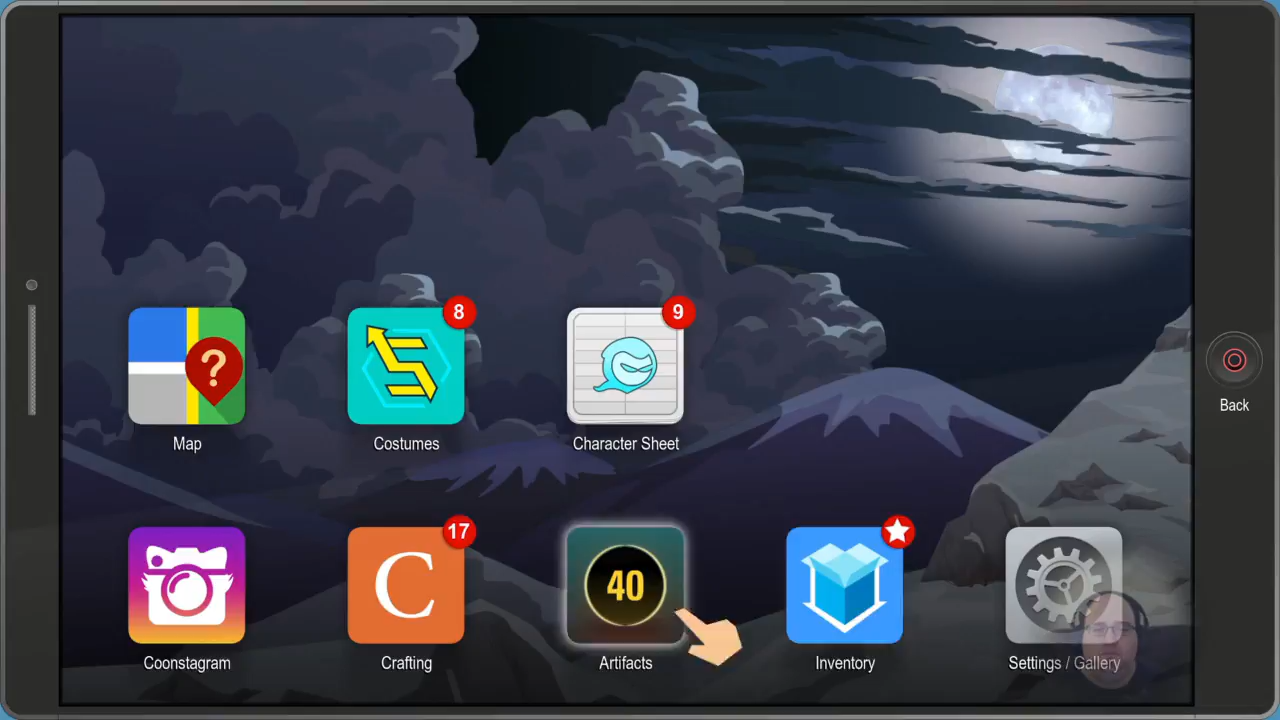 8
9
?
Map
Costumes
Character Sheet
Back
17
C
40
Coonstagram
Crafting
Artifacts
Inventory
Settings / Gallery